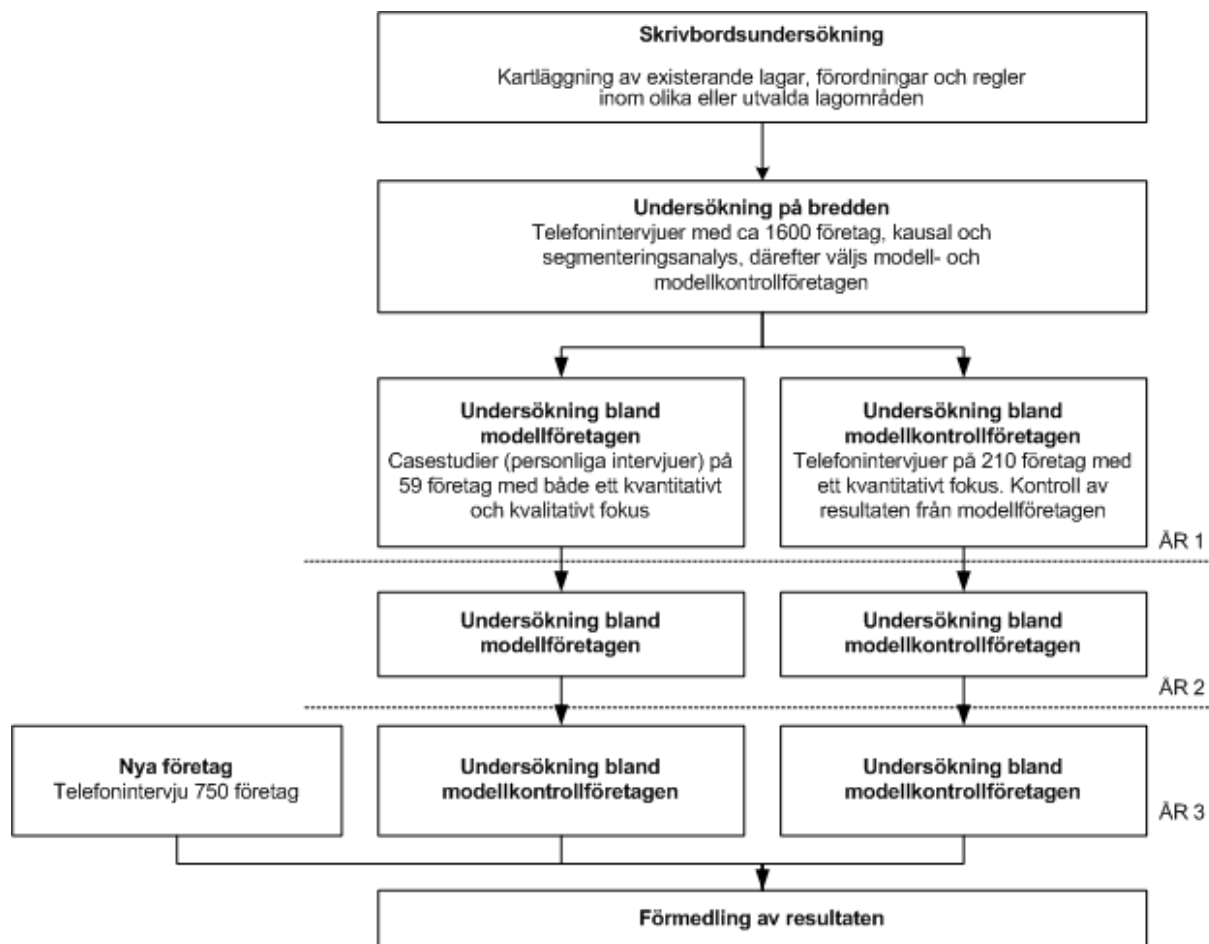 Skrivbordsundersökning
Kartläggning av existerande lagar, förordningar och regler
inom olika eller utvalda lagområden
Undersökning på bredden
Telefonintervjuer med ca 1600 företag, kausal och
segmenteringsanalys, därefter väljs modell- och
modellkontrollföretagen
Undersökning bland
modellföretagen
Casestudier (personliga intervjuer) på
59 företag med både ett kvantitativt
och kvalitativt fokus
Undersökning bland
modellkontrollföretagen
Telefonintervjuer på 210 företag med
ett kvantitativt fokus. Kontroll av
resultaten från modellföretagen
ÅR 1
Undersökning bland
modellföretagen
Undersökning bland
modellkontrollföretagen
ÅR 2
Nya företag
Telefonintervju 750 företag
Undersökning bland
modellkontrollföretagen
Undersökning bland
modellkontrollföretagen
ÅR 3
Förmedling av resultaten